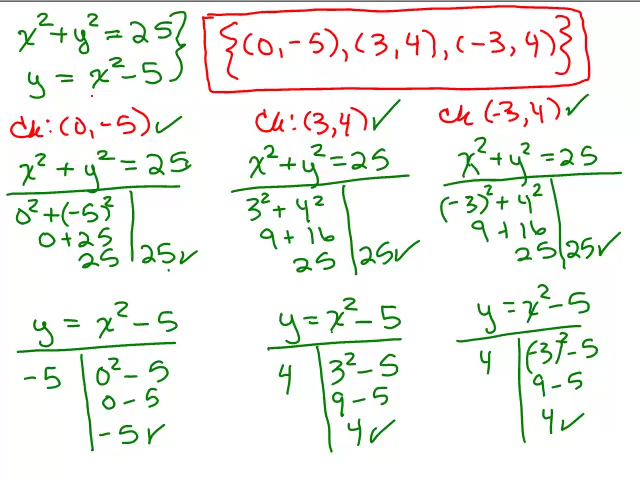 x² + y² = 25 }
y = x² - 5
{(0, -5), (3, 4), (-3, 4)}
ck: (0, -5) ✓
x² + y² = 25
0² + (-5)²
0 + 25
25 | 25 ✓
y = x² - 5
-5 | 0² - 5
0 - 5
-5 ✓
ck: (3, 4) ✓
x² + y² = 25
3² + 4²
9 + 16
25 | 25 ✓
y = x² - 5
4 | 3² - 5
9 - 5
4 ✓
ck (-3, 4) ✓
x² + y² = 25
(-3)² + 4²
9 + 16
25 | 25 ✓
y = x² - 5
4 | (-3)² - 5
9 - 5
4 ✓